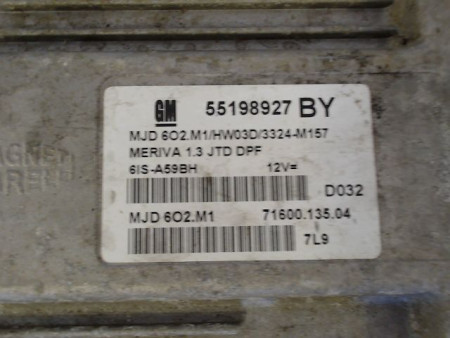 GM 55198927 BY
MJD 6O2.M1/HW03D/3324-M157
MERIVA 1.3 JTD DPF
6IS-A59BH 12V=
D032
MJD 6O2.M1 71600.135.04
7L9